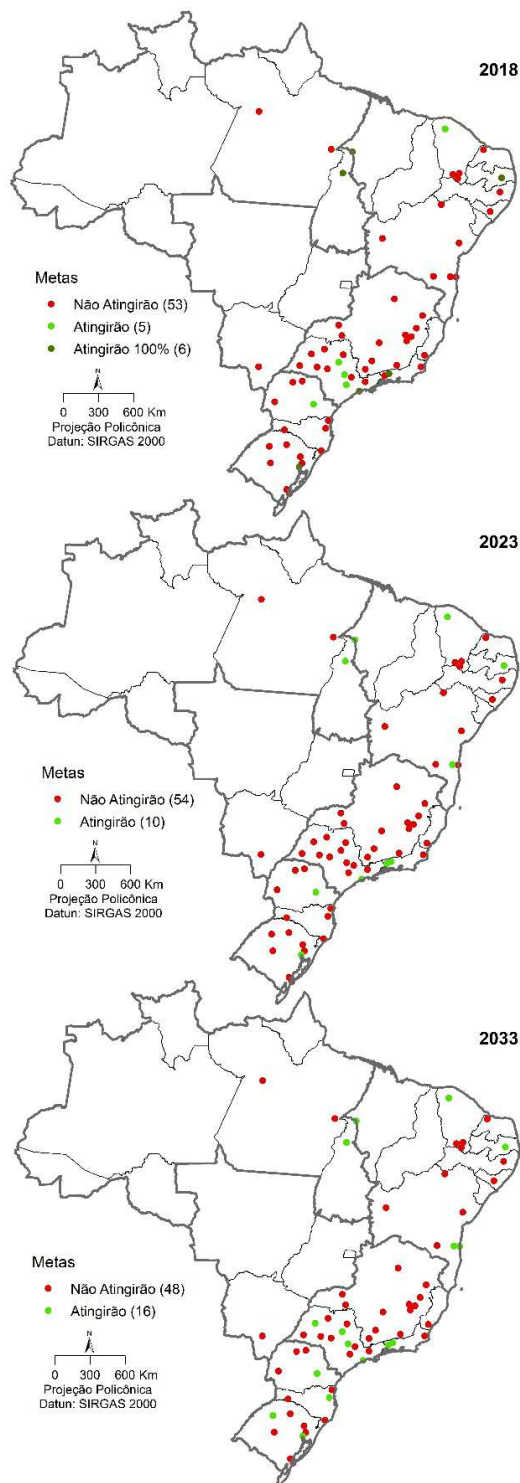 2018
Metas
Não Atingirão (53)
Atingirão (5)
Atingirão 100% (6)
N
0 300 600 Km
Projeção Policônica
Datun: SIRGAS 2000
2023
Metas
Não Atingirão (54)
Atingirão (10)
N
0 300 600 Km
Projeção Policônica
Datun: SIRGAS 2000
2033
Metas
Não Atingirão (48)
Atingirão (16)
N
0 300 600 Km
Projeção Policônica
Datun: SIRGAS 2000